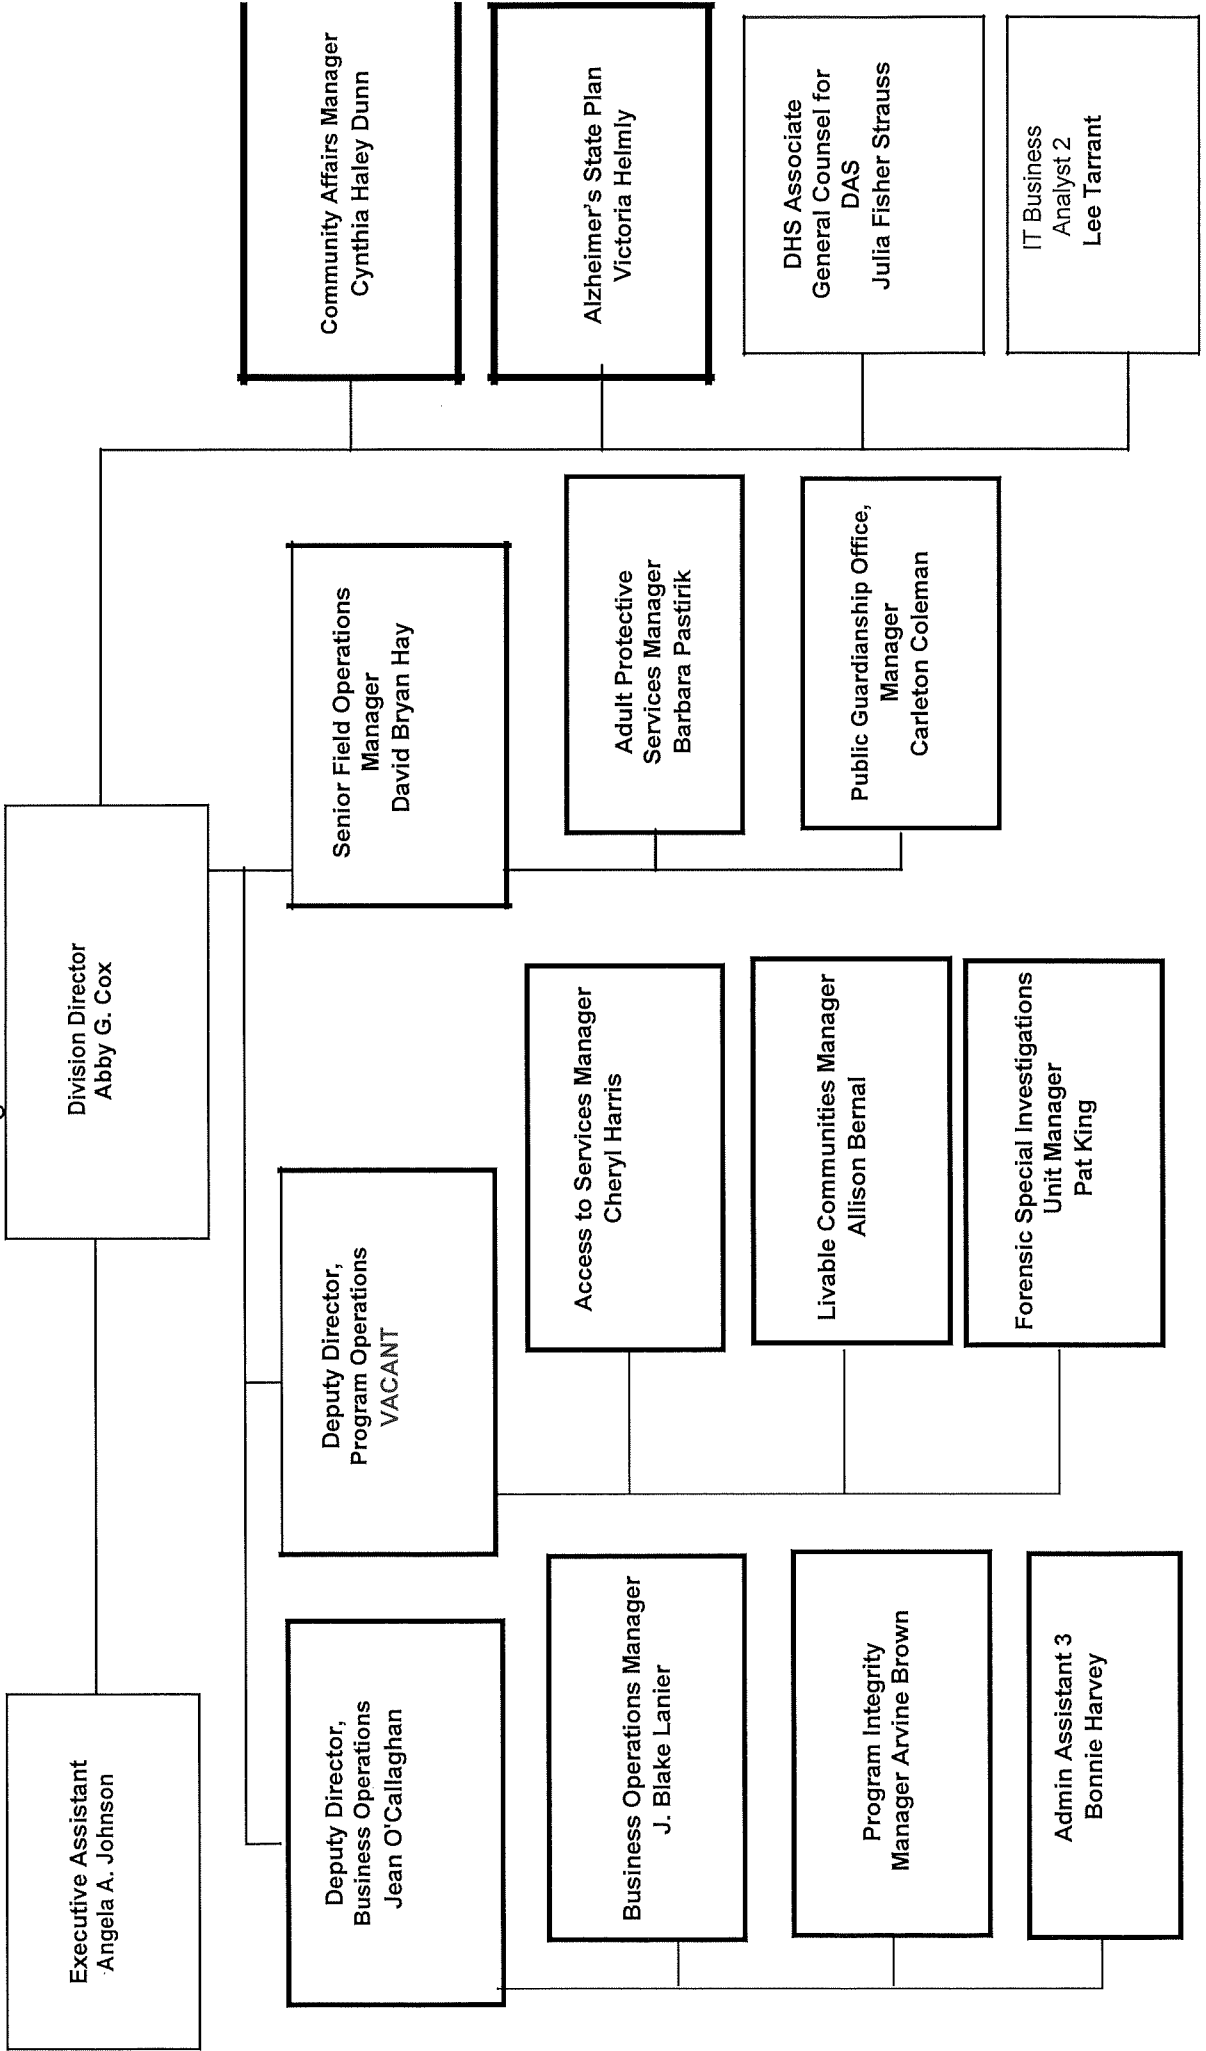 Executive Assistant
Angela A. Johnson
Division Director
Abby G. Cox
Deputy Director,
Business Operations
Jean O'Callaghan
Business Operations Manager
J. Blake Lanier
Program Integrity
Manager Arvine Brown
Admin Assistant 3
Bonnie Harvey
Deputy Director,
Program Operations
VACANT
Access to Services Manager
Cheryl Harris
Livable Communities Manager
Allison Bernal
Forensic Special Investigations
Unit Manager
Pat King
Senior Field Operations
Manager
David Bryan Hay
Adult Protective
Services Manager
Barbara Pastirik
Public Guardianship Office,
Manager
Carleton Coleman
Community Affairs Manager
Cynthia Haley Dunn
Alzheimer's State Plan
Victoria Helmly
DHS Associate
General Counsel for
DAS
Julia Fisher Strauss
IT Business
Analyst 2
Lee Tarrant